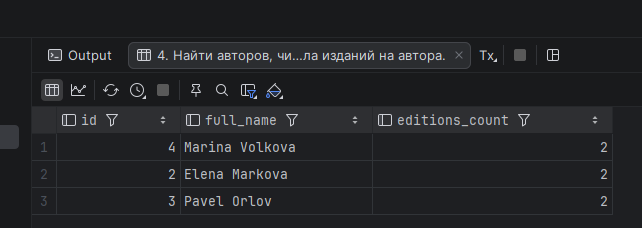 Output
4. Найти авторов, чи...ла изданий на автора.
Tx
id full_name editions_count
1 4 Marina Volkova 2
2 2 Elena Markova 2
3 3 Pavel Orlov 2